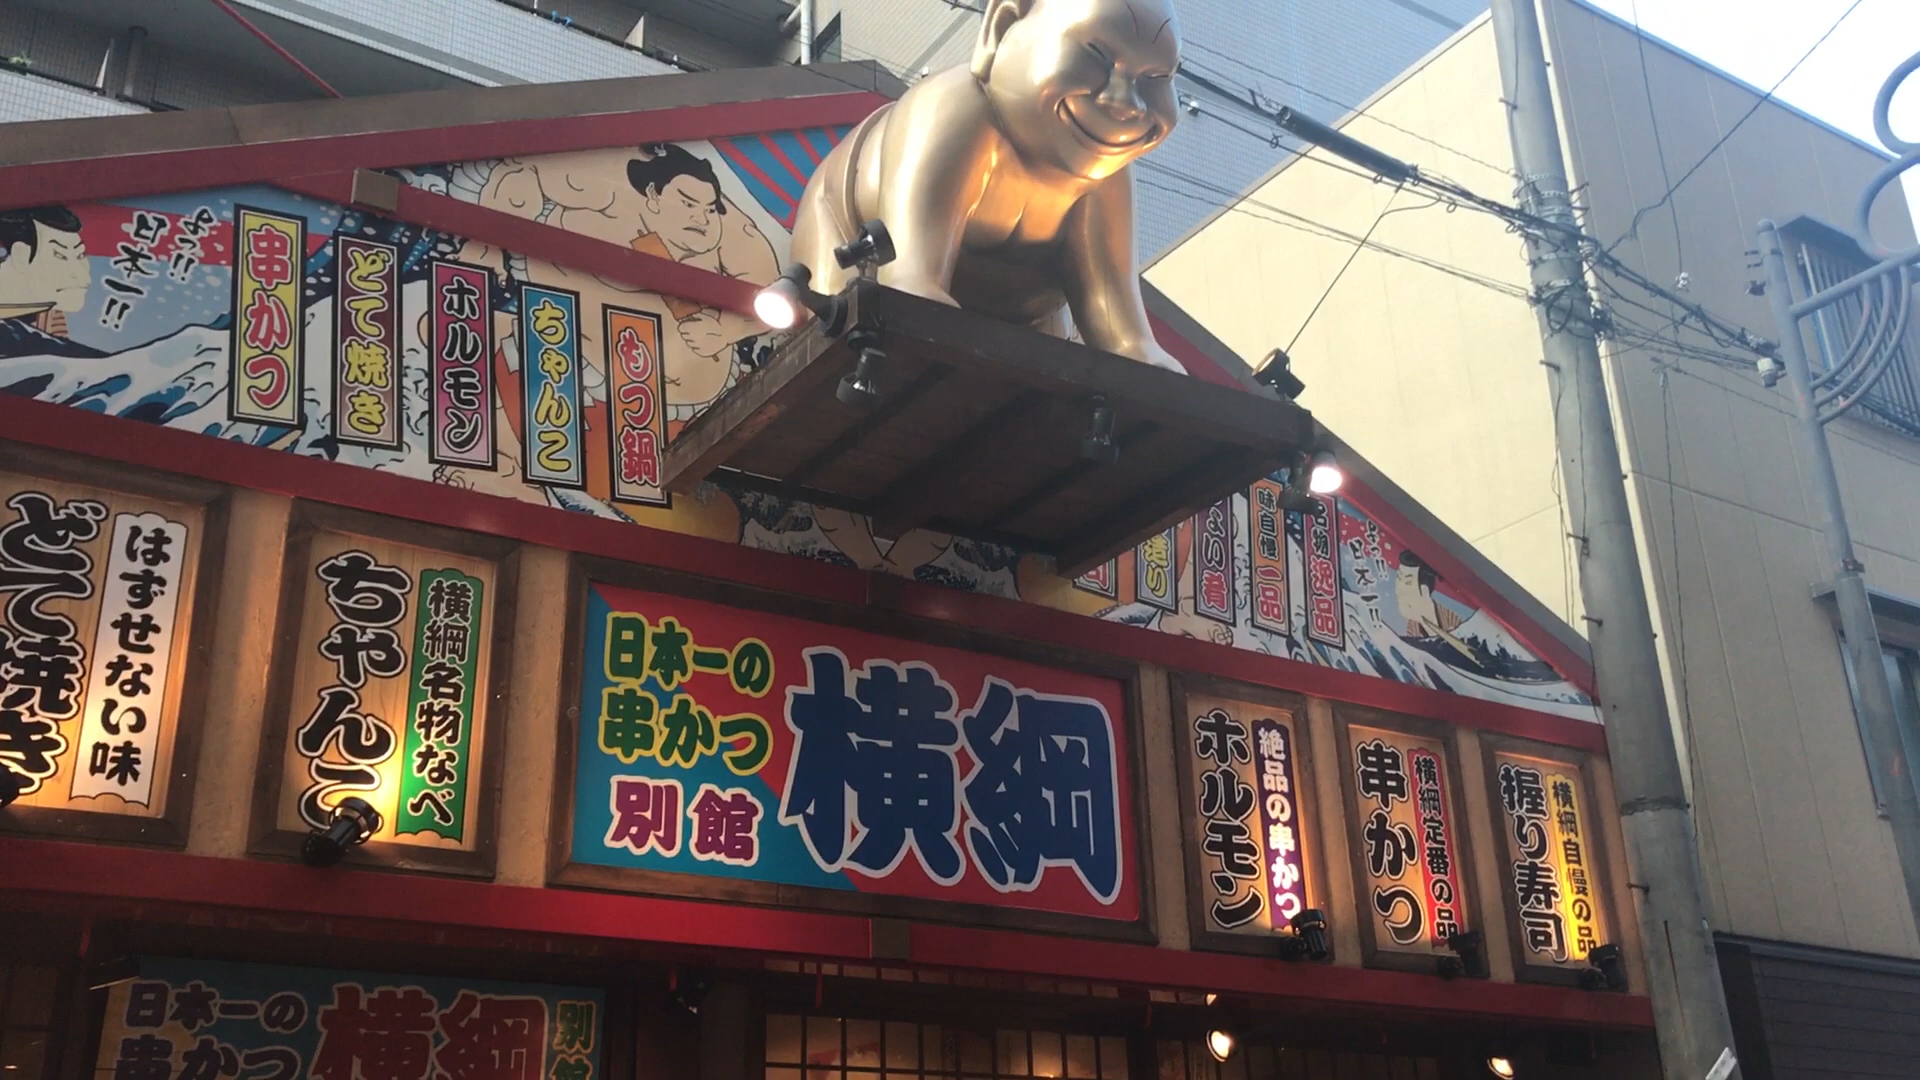 よっ!!
日本一!!
串かつ
どて焼き
ホルモン
ちゃんこ
もつ鍋
味自慢一品
名物逸品
よっ!!
日本一!!
どて焼き
はずせない味
ちゃんこ
横綱名物なべ
日本一の
串かつ
別館
横綱
ホルモン
絶品の串かつ
串かつ
横綱定番の品
握り寿司
横綱自慢の品
日本一の
串かつ
横綱
別館